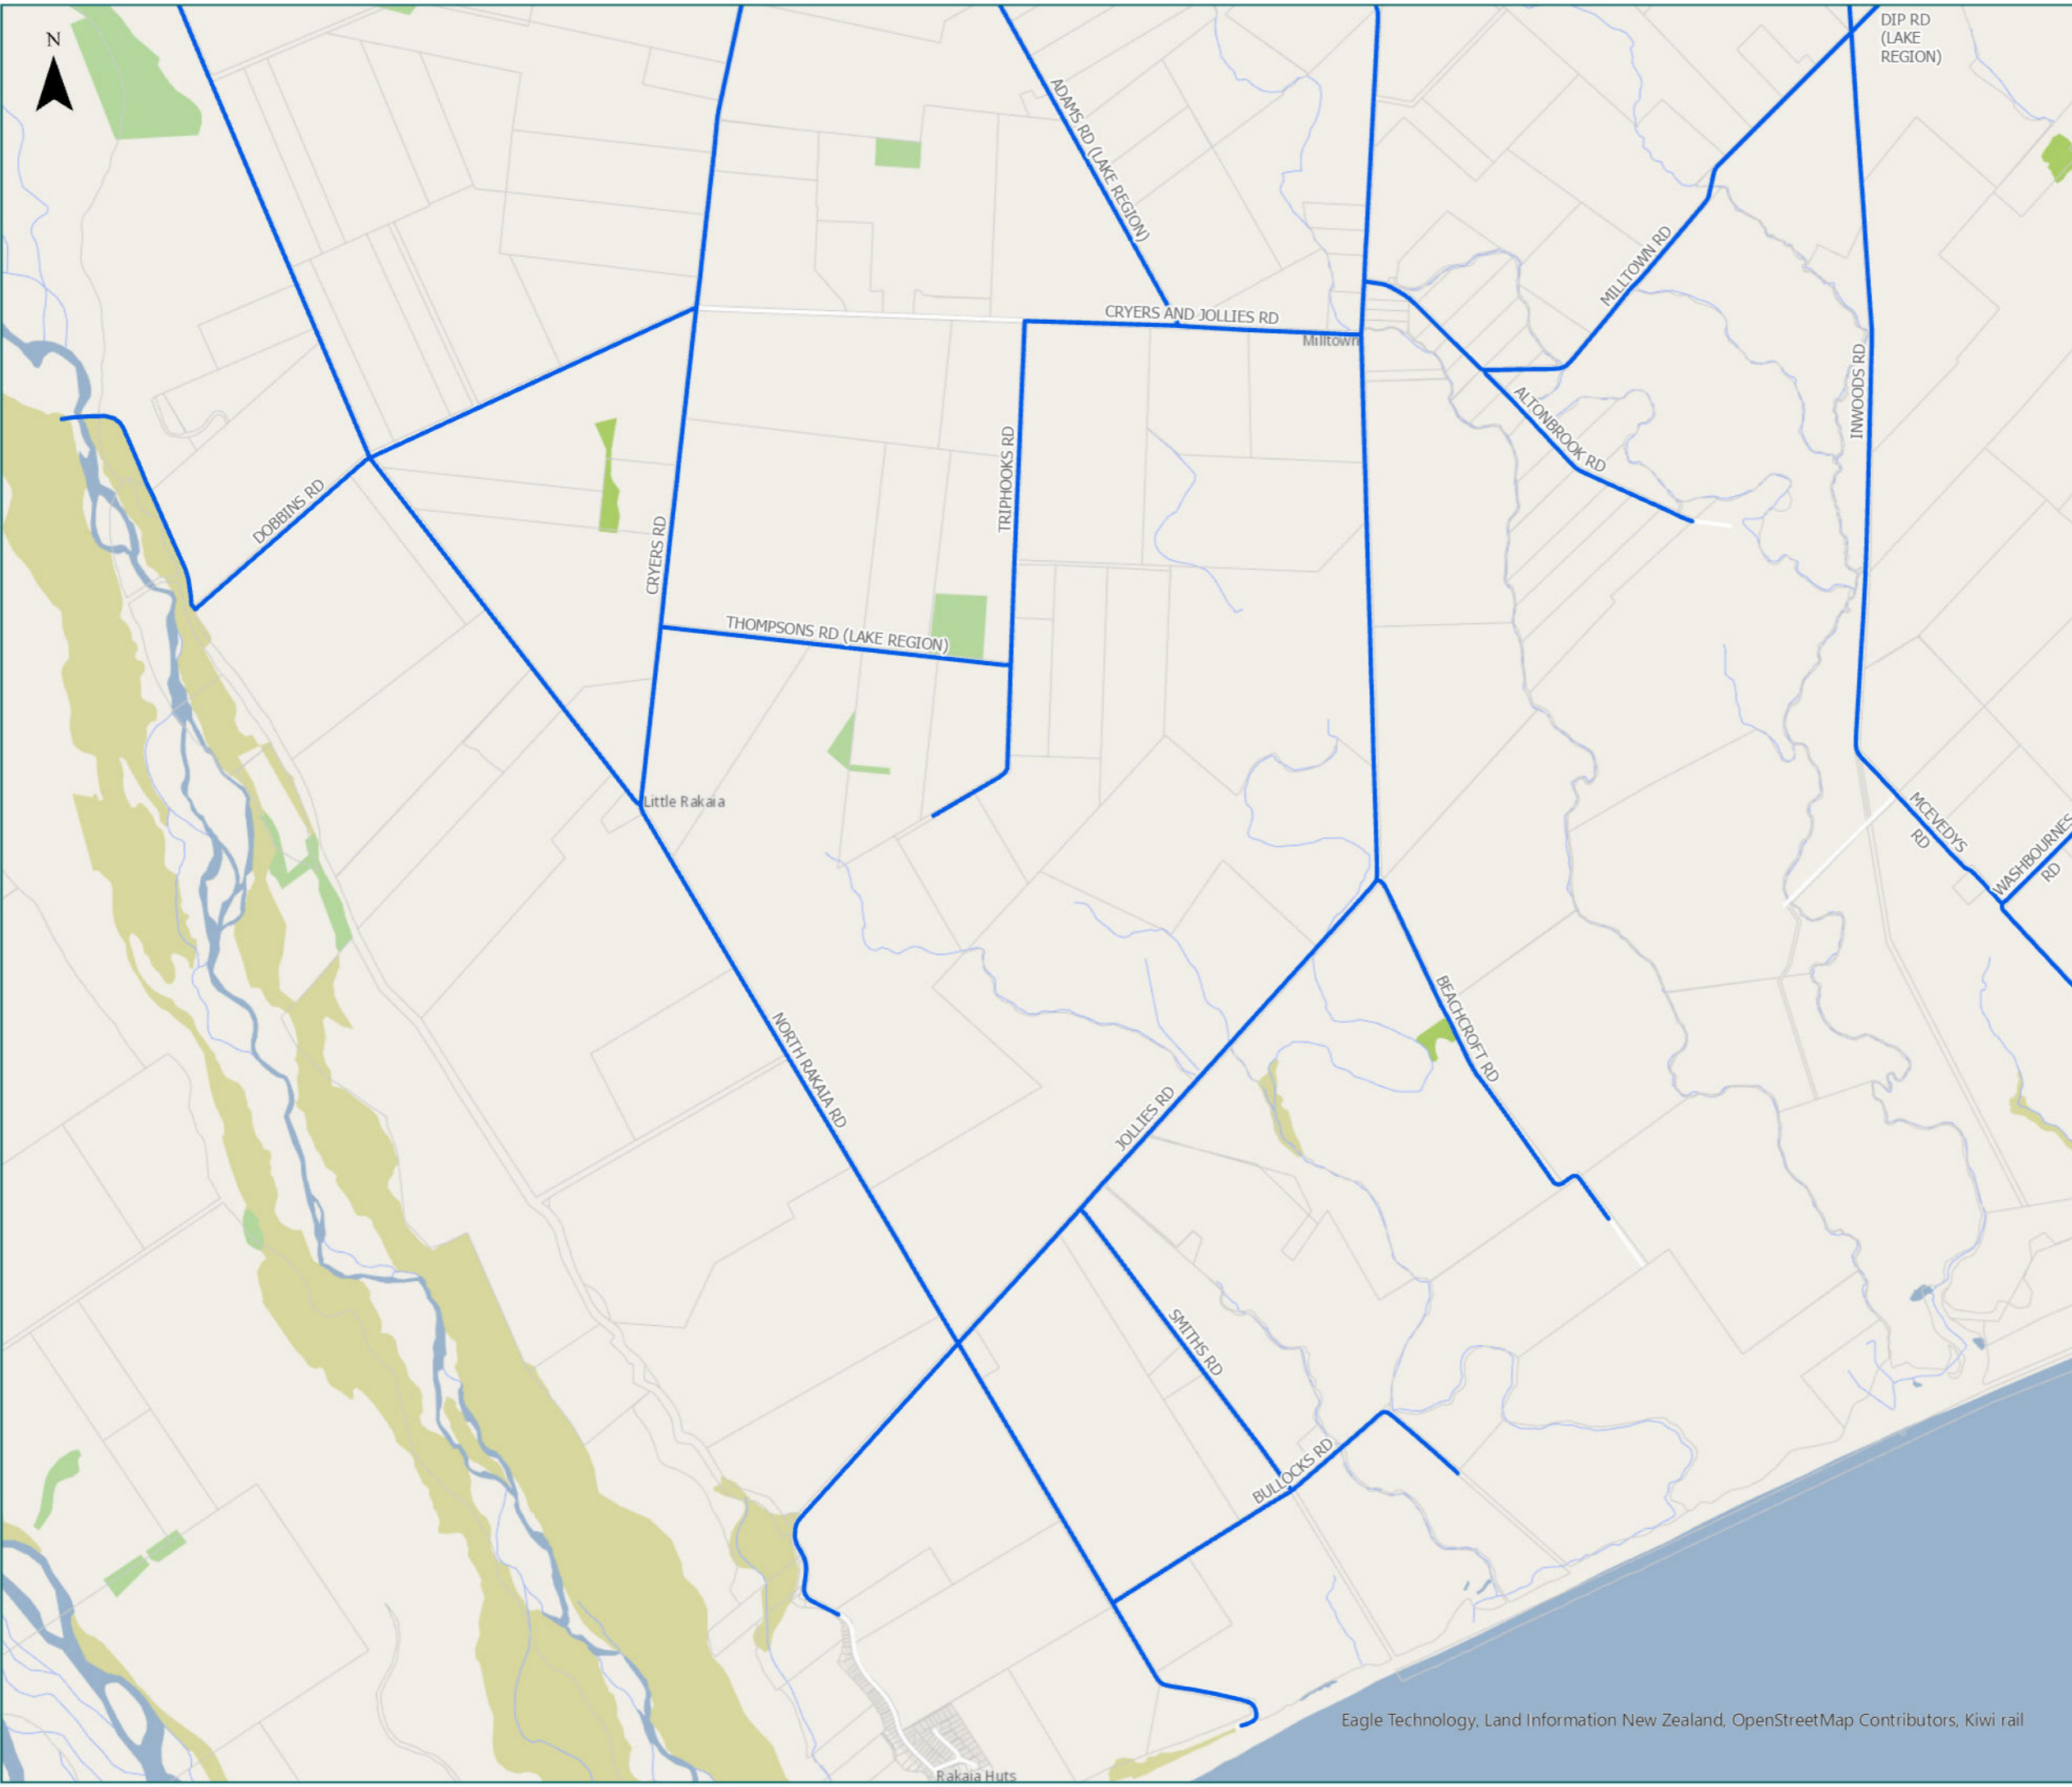 DIP RD
(LAKE
REGION)
N
ADAMS RD (LAKE REGION)
MILLTOWN RD
CRYERS AND JOLLIES RD
Milltown
INWOODS RD
ALTONBROOK RD
TRIPHOOKS RD
DOBBINS RD
CRYERS RD
THOMPSONS RD (LAKE REGION)
Little Rakaia
MCEVEDYS
RD
WASHBOURNES
RD
BEACHCROFT RD
NORTH RAKAIA RD
JOLLIES RD
SMITHS RD
BULLOCKS RD
Eagle Technology, Land Information New Zealand, OpenStreetMap Contributors, Kiwi rail
Rakaia Huts